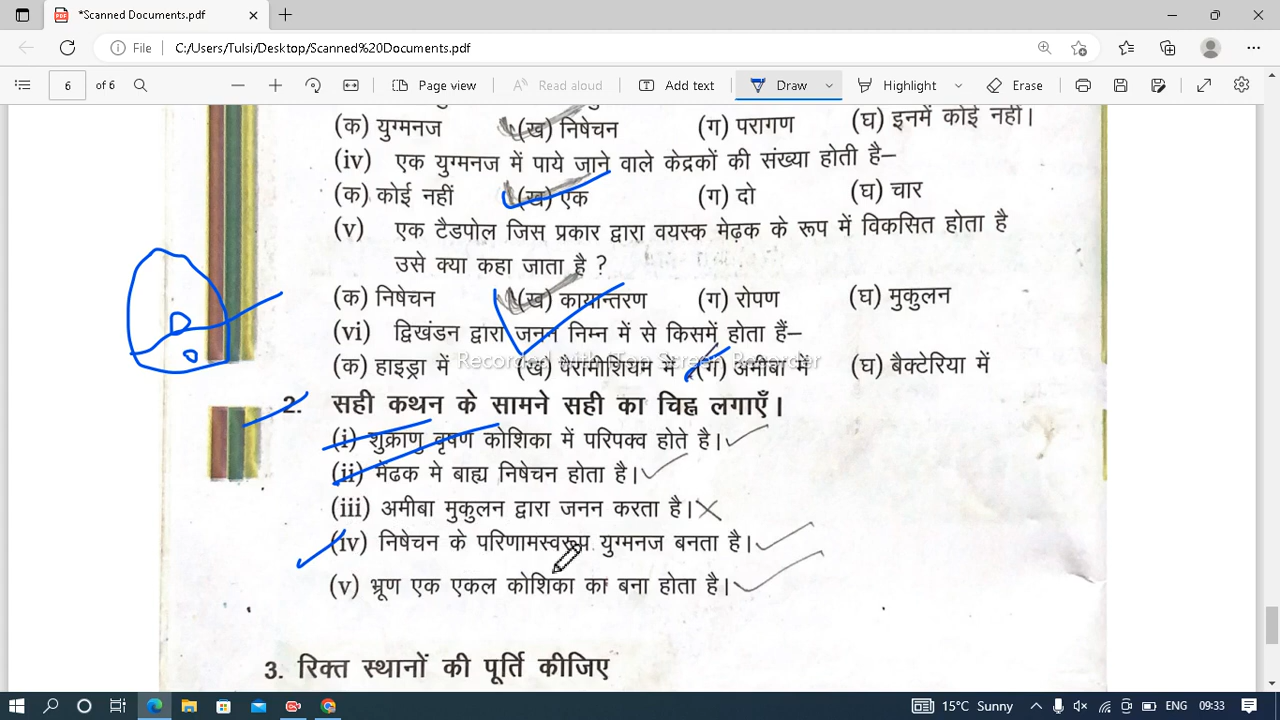 *Scanned Documents.pdf
File C:/Users/Tulsi/Desktop/Scanned%20Documents.pdf
6 of 6 Page view Read aloud Add text Draw Highlight Erase
(क) युग्मनज (ख) निषेचन (ग) परागण (घ) इनमें कोई नहीं।
(iv) एक युग्मनज में पाये जाने वाले केद्रकों की संख्या होती है–
(क) कोई नहीं (ख) एक (ग) दो (घ) चार
(v) एक टैडपोल जिस प्रकार द्वारा वयस्क मेढ़क के रूप में विकसित होता है
उसे क्या कहा जाता है ?
(क) निषेचन (ख) कायान्तरण (ग) रोपण (घ) मुकुलन
(vi) द्विखंडन द्वारा जनन निम्न में से किसमें होता हैं–
Recorded with iTop Screen Recorder
(क) हाइड्रा में (ख) पैरामीशियम में (ग) अमीबा में (घ) बैक्टेरिया में
2. सही कथन के सामने सही का चिह्न लगाएँ।
(i) शुक्राणु वृषण कोशिका में परिपक्व होते है।
(ii) मेढक मे बाह्य निषेचन होता है।
(iii) अमीबा मुकुलन द्वारा जनन करता है।
(iv) निषेचन के परिणामस्वरूप युग्मनज बनता है।
(v) भ्रूण एक एकल कोशिका का बना होता है।
3. रिक्त स्थानों की पूर्ति कीजिए
15°C Sunny ENG 09:33